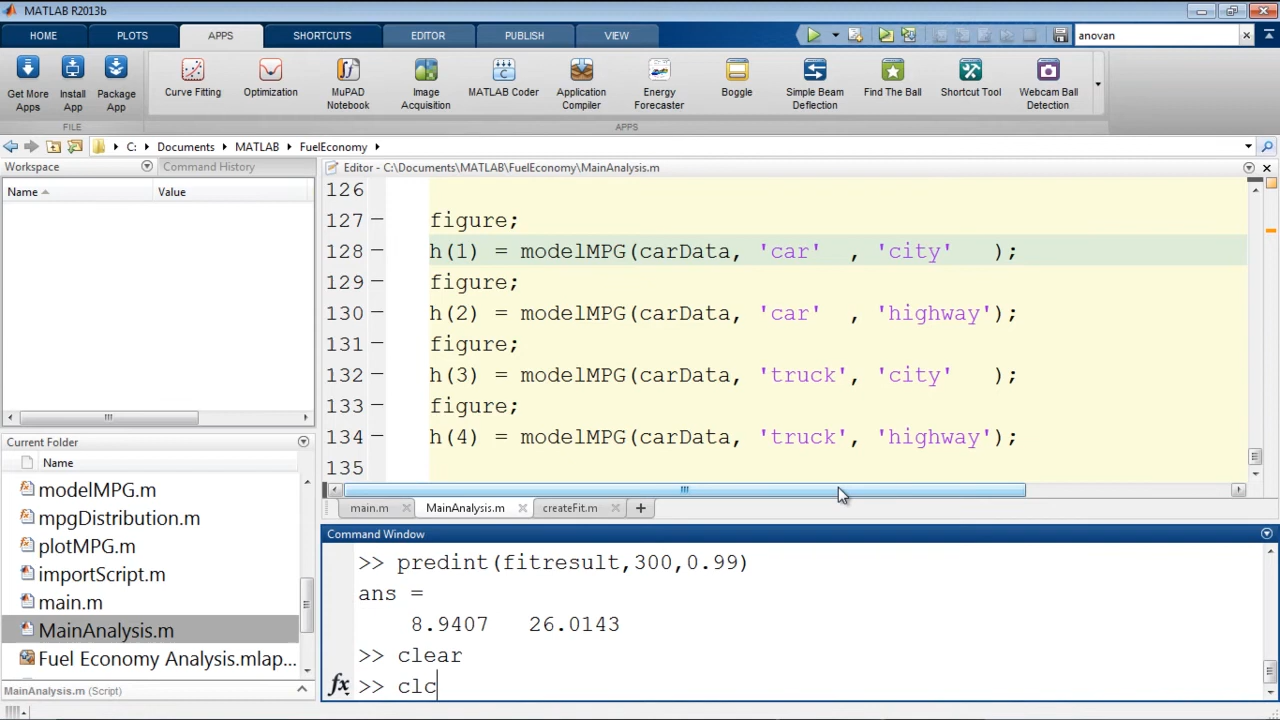 MATLAB R2013b
HOME PLOTS APPS SHORTCUTS EDITOR PUBLISH VIEW anovan
Get More Apps
Install App
Package App
Curve Fitting
Optimization
MuPAD Notebook
Image Acquisition
MATLAB Coder
Application Compiler
Energy Forecaster
Boggle
Simple Beam Deflection
Find The Ball
Shortcut Tool
Webcam Ball Detection
FILE APPS
C: Documents MATLAB FuelEconomy
Workspace Command History
Name Value
Current Folder
Name
modelMPG.m
mpgDistribution.m
plotMPG.m
importScript.m
main.m
MainAnalysis.m
Fuel Economy Analysis.mlap...
MainAnalysis.m (Script)
Editor - C:\Documents\MATLAB\FuelEconomy\MainAnalysis.m
126
127 figure;
128 h(1) = modelMPG(carData, 'car' , 'city' );
129 figure;
130 h(2) = modelMPG(carData, 'car' , 'highway');
131 figure;
132 h(3) = modelMPG(carData, 'truck', 'city' );
133 figure;
134 h(4) = modelMPG(carData, 'truck', 'highway');
135
main.m MainAnalysis.m createFit.m
Command Window
>> predint(fitresult,300,0.99)
ans =
8.9407 26.0143
>> clear
fx >> clc